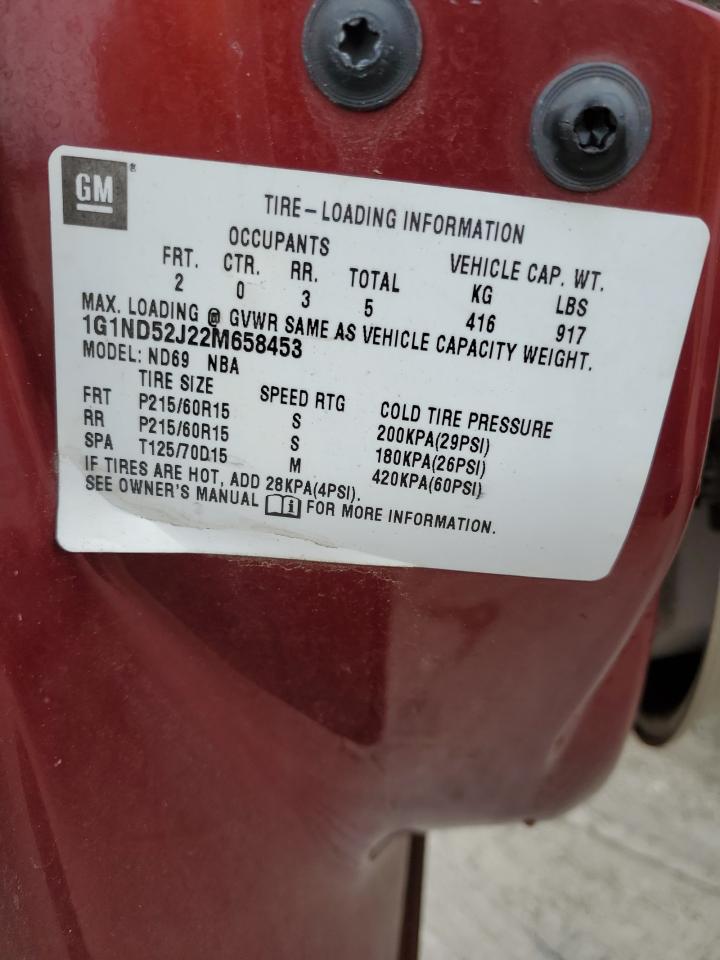 GM ®
TIRE-LOADING INFORMATION
OCCUPANTS VEHICLE CAP. WT.
FRT. CTR. RR. TOTAL KG LBS
2 0 3 5 416 917
MAX. LOADING @ GVWR SAME AS VEHICLE CAPACITY WEIGHT.
1G1ND52J22M658453
MODEL: ND69 NBA
TIRE SIZE SPEED RTG COLD TIRE PRESSURE
FRT P215/60R15 S 200KPA(29PSI)
RR P215/60R15 S 180KPA(26PSI)
SPA T125/70D15 M 420KPA(60PSI)
IF TIRES ARE HOT, ADD 28KPA(4PSI).
SEE OWNER'S MANUAL i FOR MORE INFORMATION.